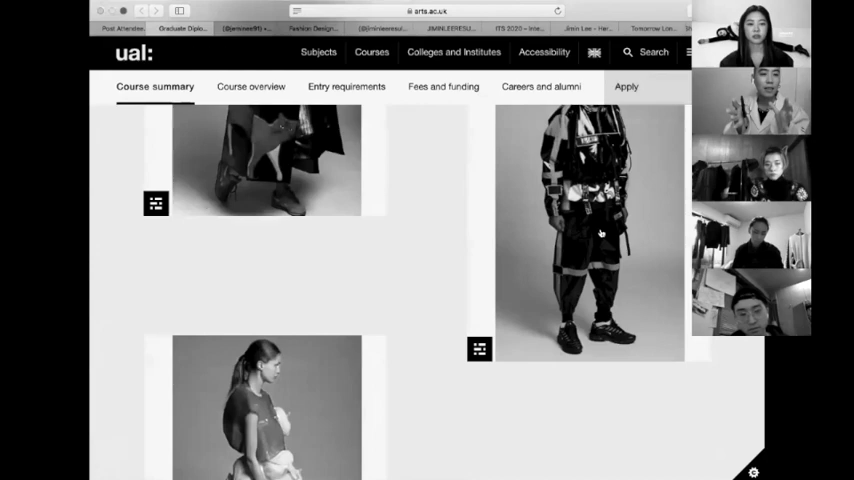 arts.ac.uk
Post Attendee...
Graduate Diplo...
(@jeminlee91) •...
Fashion Design...
(@jiminleeresul...
JIMINLEERESU...
ITS 2020 – Inte...
Jimin Lee - Her...
Tomorrow Lon...
ual:
Subjects
Courses
Colleges and Institutes
Accessibility
Search
Course summary
Course overview
Entry requirements
Fees and funding
Careers and alumni
Apply